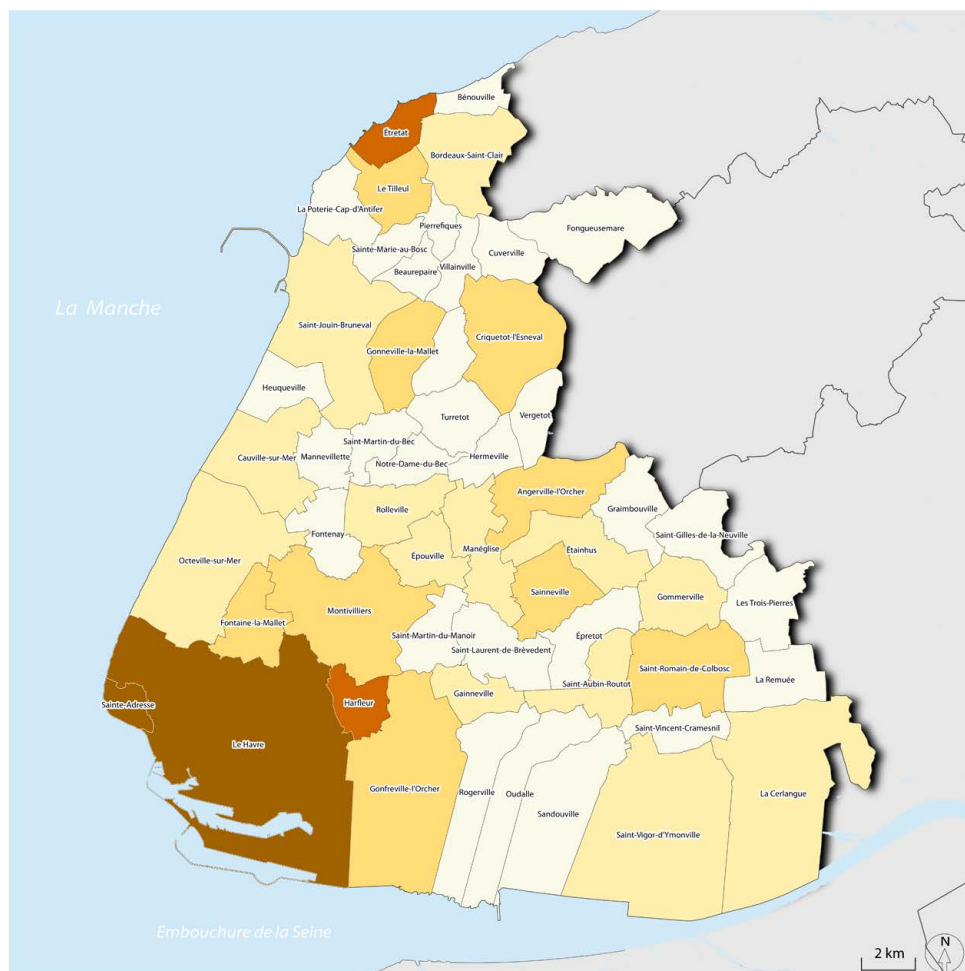 Bénouville
Étretat
Bordeaux-Saint-Clair
Le Tilleul
La Poterie-Cap-d'Antifer
Pierrefiques
Fongueusemare
Sainte-Marie-au-Bosc
Cuverville
Villainville
Beaurepaire
La Manche
Saint-Jouin-Bruneval
Criquetot-l'Esneval
Gonneville-la-Mallet
Heuqueville
Turretot
Vergetot
Saint-Martin-du-Bec
Cauville-sur-Mer
Mannevillette
Hermeville
Notre-Dame-du-Bec
Angerville-l'Orcher
Rolleville
Graimbouville
Fontenay
Saint-Gilles-de-la-Neuville
Manéglise
Étainhus
Épouville
Octeville-sur-Mer
Sainneville
Gommerville
Les Trois-Pierres
Montivilliers
Fontaine-la-Mallet
Saint-Martin-du-Manoir
Épretot
Saint-Laurent-de-Brèvedent
Saint-Romain-de-Colbosc
La Remuée
Saint-Aubin-Routot
Gainneville
Harfleur
Sainte-Adresse
Saint-Vincent-Cramesnil
Le Havre
Gonfreville-l'Orcher
Rogerville
Oudalle
La Cerlangue
Sandouville
Saint-Vigor-d'Ymonville
Embouchure de la Seine
N
2 km